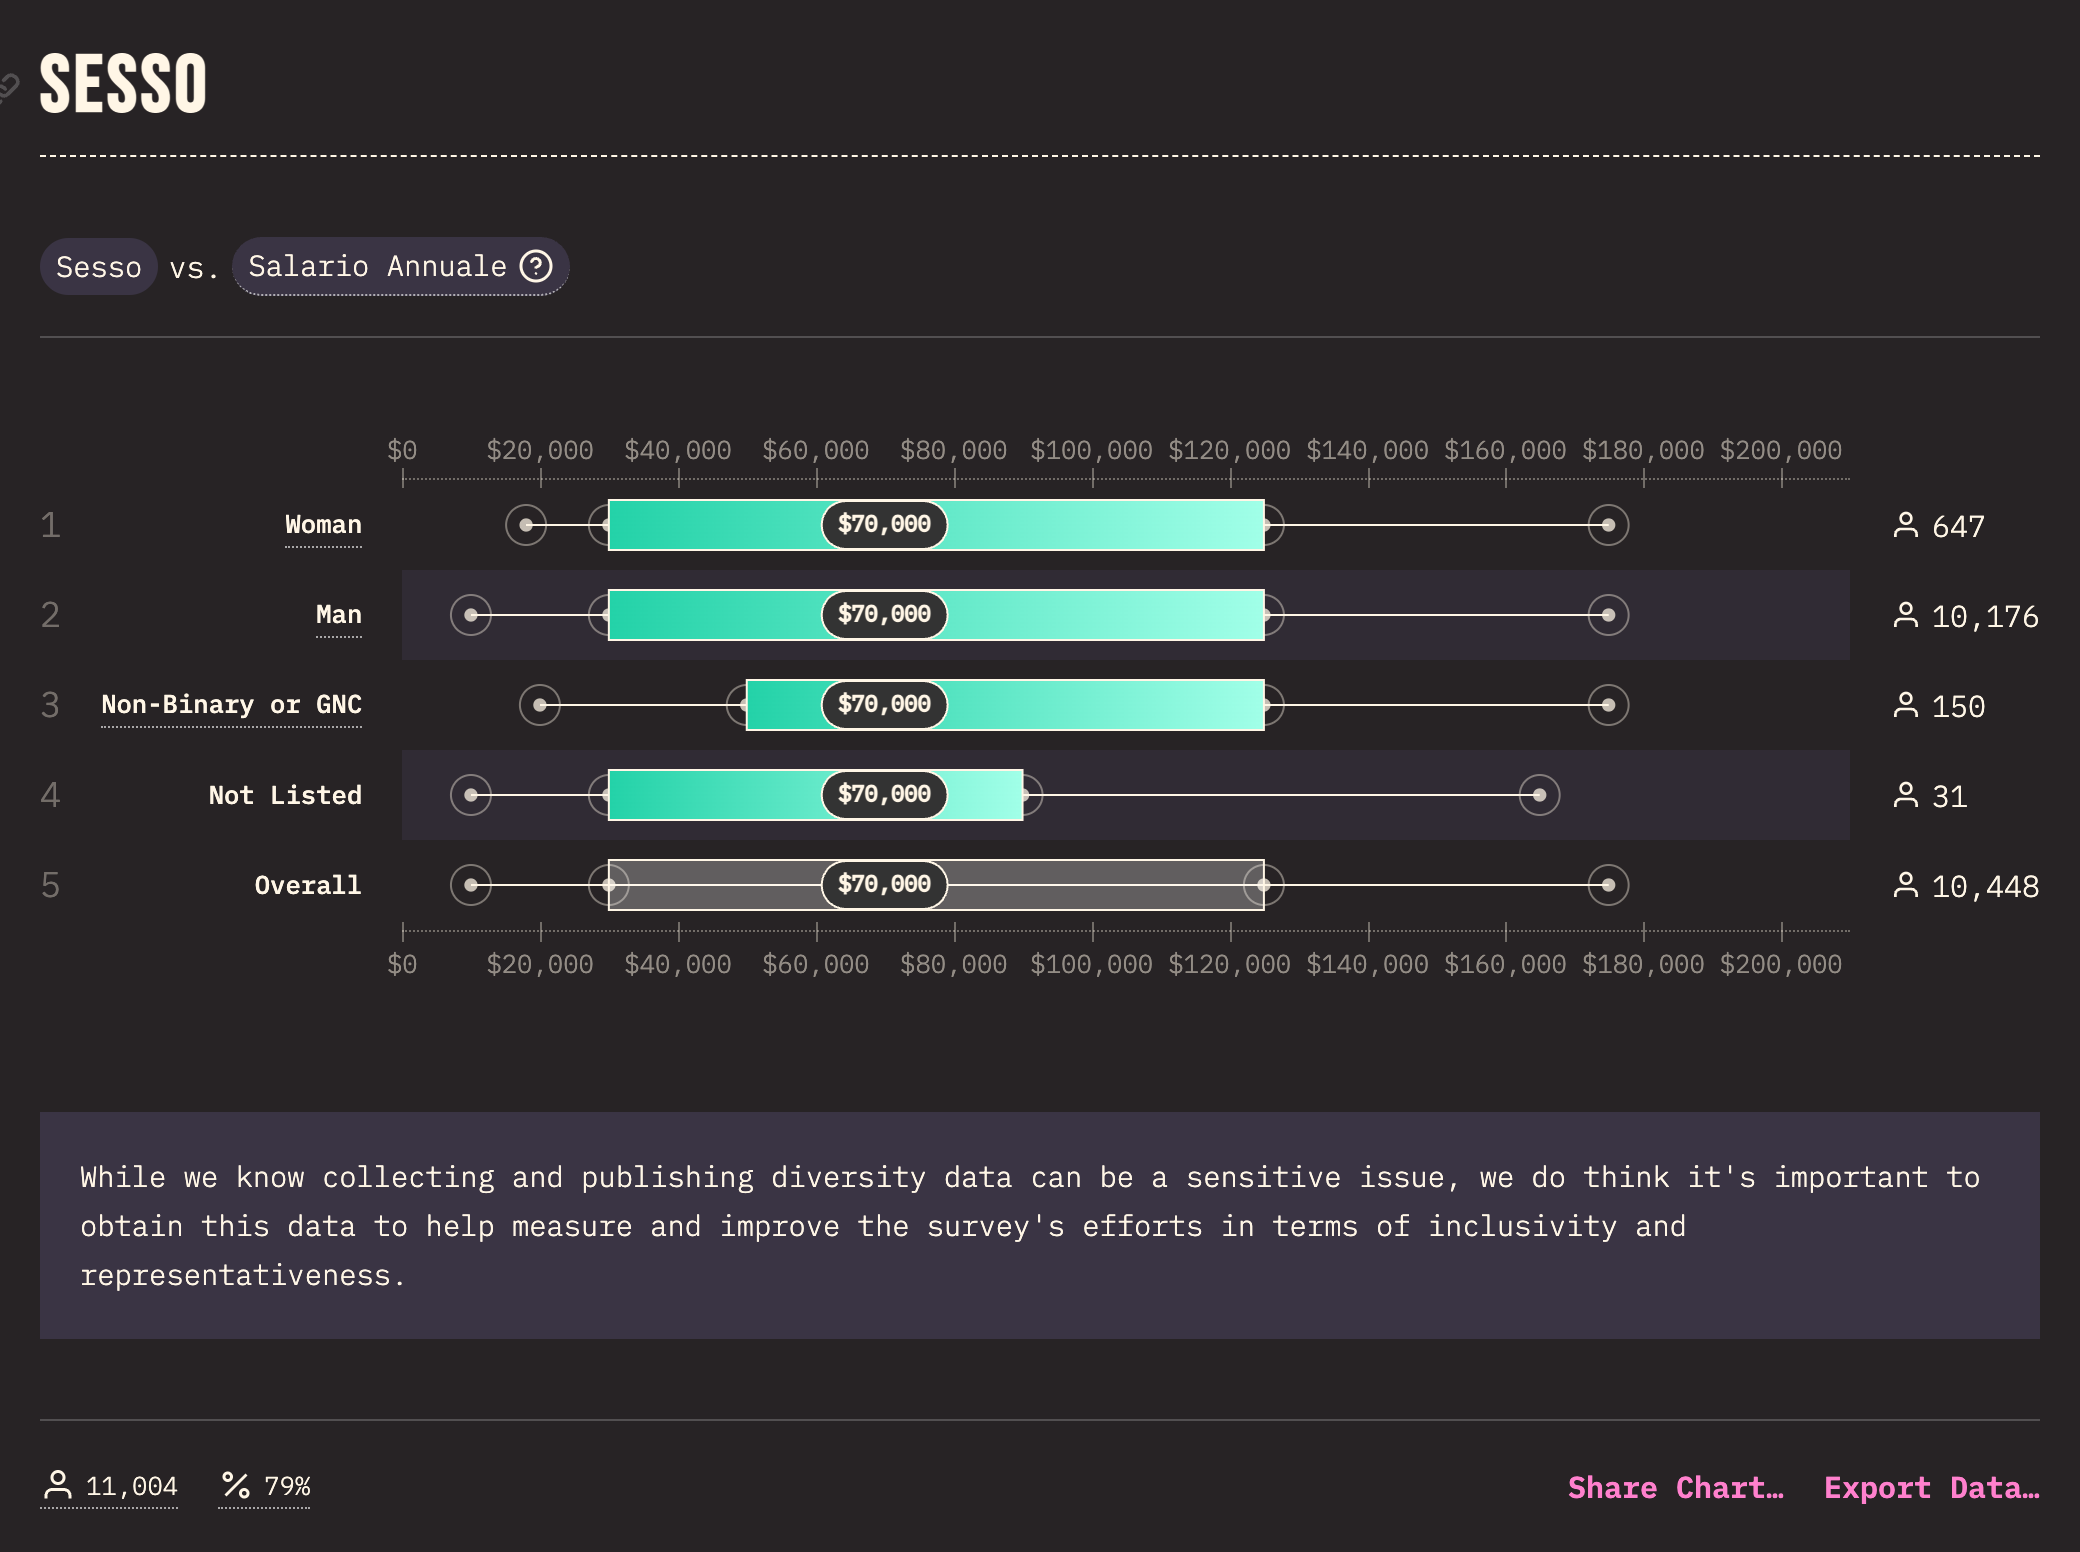 SESSO
Sesso vs. Salario Annuale ?
$0 $20,000 $40,000 $60,000 $80,000 $100,000 $120,000 $140,000 $160,000 $180,000 $200,000
1 Woman $70,000 647
2 Man $70,000 10,176
3 Non-Binary or GNC $70,000 150
4 Not Listed $70,000 31
5 Overall $70,000 10,448
$0 $20,000 $40,000 $60,000 $80,000 $100,000 $120,000 $140,000 $160,000 $180,000 $200,000
While we know collecting and publishing diversity data can be a sensitive issue, we do think it's important to
obtain this data to help measure and improve the survey's efforts in terms of inclusivity and
representativeness.
11,004 % 79% Share Chart… Export Data…